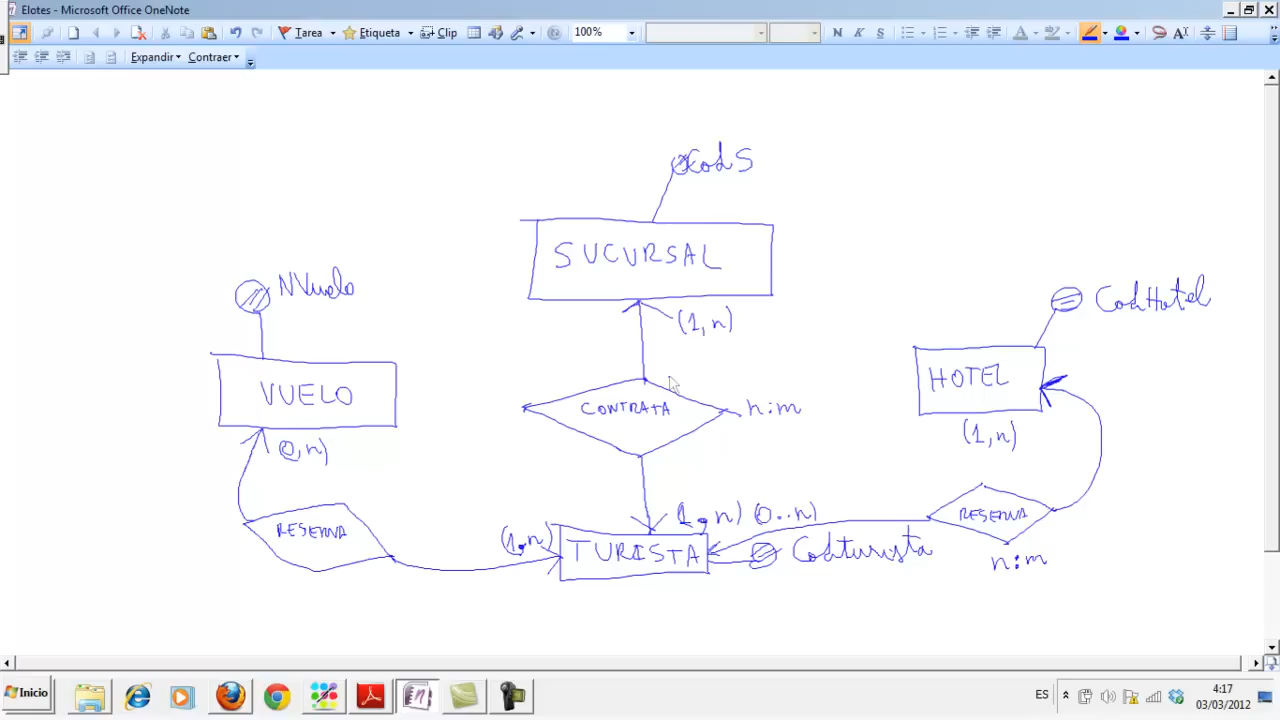 Elotes - Microsoft Office OneNote
Tarea Etiqueta Clip 100% N K S
Expandir Contraer
CodS
SUCURSAL
NVuelo
CodHotel
(1,n)
VUELO
HOTEL
CONTRATA
n:m
(0,n)
(1,n)
RESERVA
(1,n)
1,n)
(0..n)
RESERVA
TURISTA
Codturista
n:m
Inicio
ES
4:17
03/03/2012